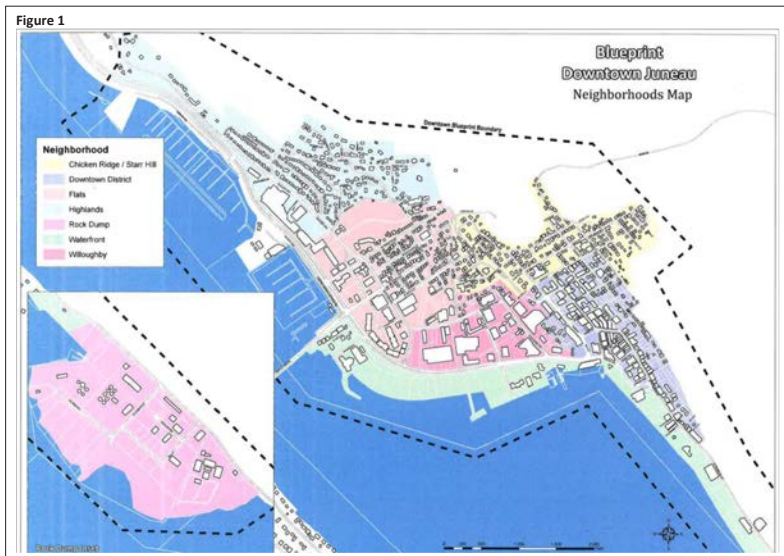 Figure 1
Blueprint
Downtown Juneau
Neighborhoods Map
Downtown Blueprint Boundary
Neighborhood
Chicken Ridge / Starr Hill
Downtown District
Flats
Highlands
Rock Dump
Waterfront
Willoughby
Rock Dump Inset